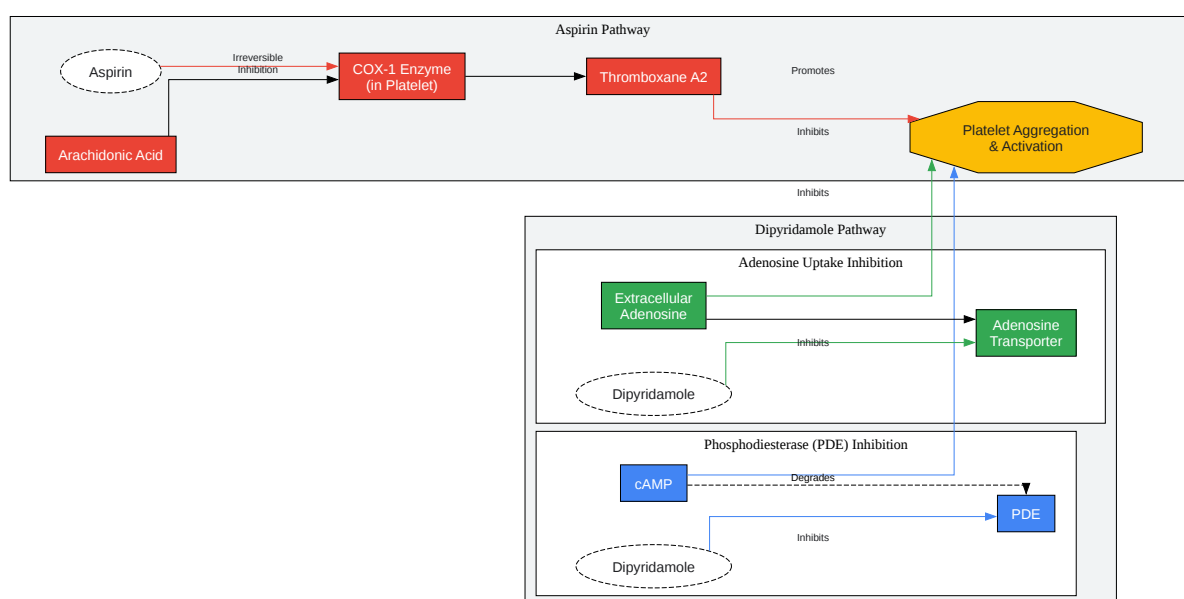 Aspirin Pathway
Aspirin
Irreversible
Inhibition
COX-1 Enzyme
(in Platelet)
Thromboxane A2
Promotes
Inhibits
Platelet Aggregation
& Activation
Arachidonic Acid
Inhibits
Dipyridamole Pathway
Adenosine Uptake Inhibition
Extracellular
Adenosine
Adenosine
Transporter
Inhibits
Dipyridamole
Phosphodiesterase (PDE) Inhibition
cAMP
Degrades
PDE
Inhibits
Dipyridamole